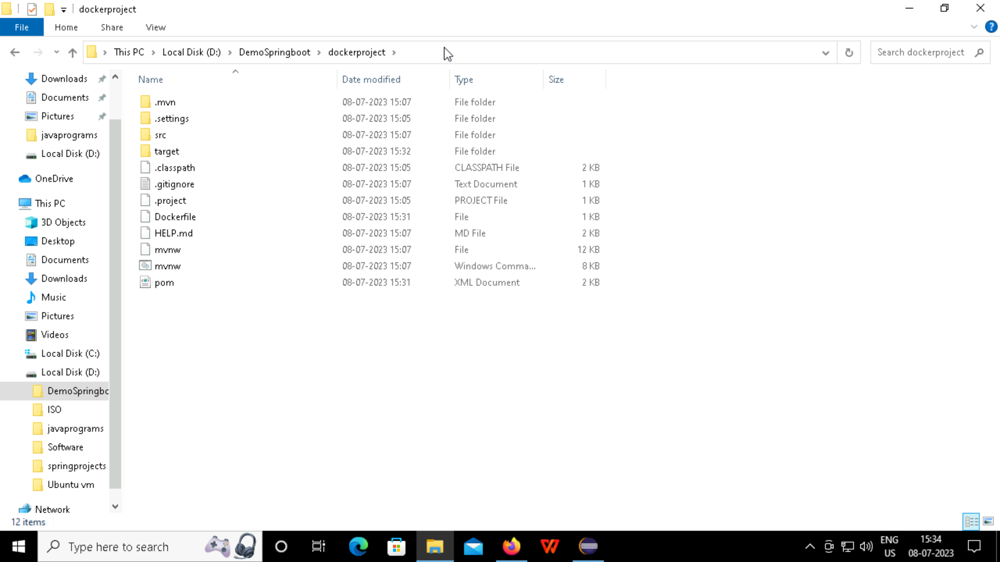 dockerproject
File Home Share View
This PC Local Disk (D:) DemoSpringboot dockerproject
Search dockerproject
Downloads
Documents
Pictures
javaprograms
Local Disk (D:)
OneDrive
This PC
3D Objects
Desktop
Documents
Downloads
Music
Pictures
Videos
Local Disk (C:)
Local Disk (D:)
DemoSpringbo
ISO
javaprograms
Software
springprojects
Ubuntu vm
Network
Name Date modified Type Size
.mvn 08-07-2023 15:07 File folder
.settings 08-07-2023 15:05 File folder
src 08-07-2023 15:07 File folder
target 08-07-2023 15:32 File folder
.classpath 08-07-2023 15:05 CLASSPATH File 2 KB
.gitignore 08-07-2023 15:07 Text Document 1 KB
.project 08-07-2023 15:05 PROJECT File 1 KB
Dockerfile 08-07-2023 15:31 File 1 KB
HELP.md 08-07-2023 15:07 MD File 2 KB
mvnw 08-07-2023 15:07 File 12 KB
mvnw 08-07-2023 15:07 Windows Comma... 8 KB
pom 08-07-2023 15:31 XML Document 2 KB
12 items
Type here to search
ENG
US
15:34
08-07-2023